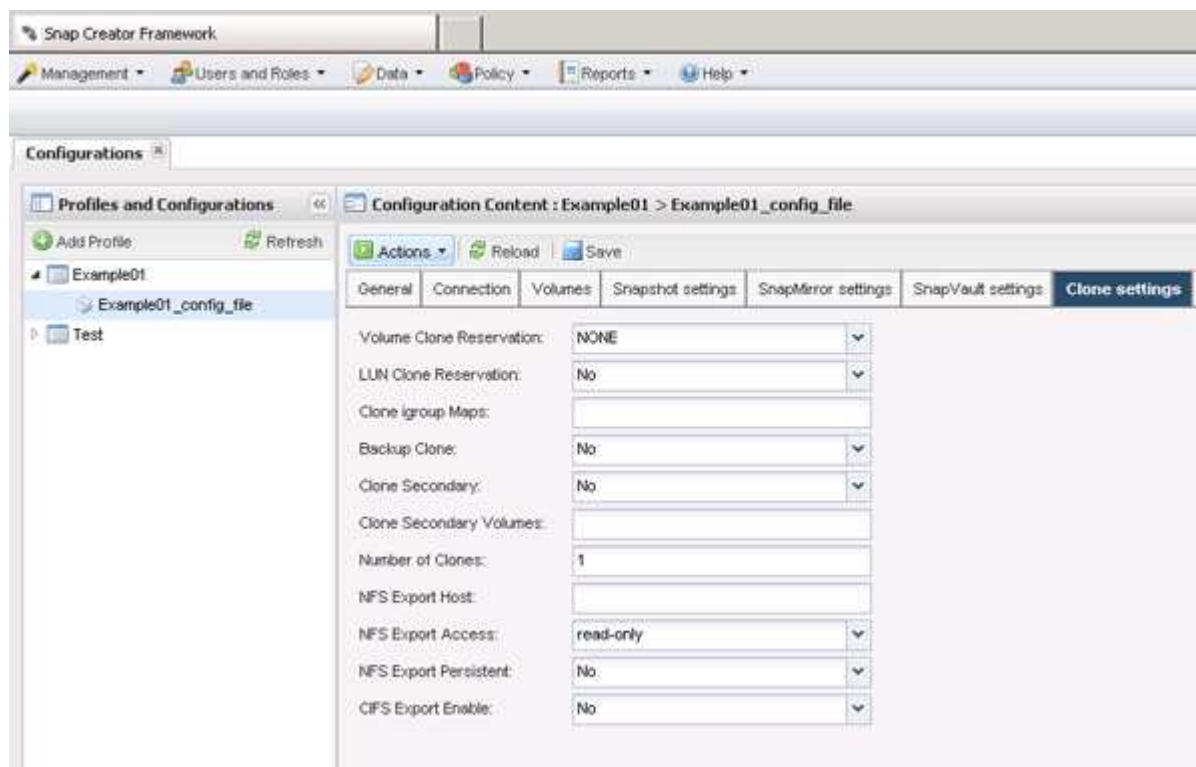 Snap Creator Framework
Management Users and Roles Data Policy Reports Help
Configurations
Profiles and Configurations
Configuration Content : Example01 > Example01_config_file
Add Profile Refresh
Actions Reload Save
Example01
Example01_config_file
Test
General Connection Volumes Snapshot settings SnapMirror settings SnapVault settings Clone settings
Volume Clone Reservation: NONE
LUN Clone Reservation: No
Clone igroup Maps:
Backup Clone: No
Clone Secondary: No
Clone Secondary Volumes:
Number of Clones: 1
NFS Export Host:
NFS Export Access: read-only
NFS Export Persistent: No
CIFS Export Enable: No